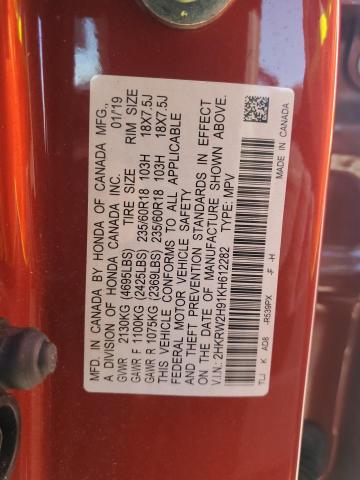 MFD. IN CANADA BY HONDA OF CANADA MFG.,
A DIVISION OF HONDA CANADA INC. 01/19
TIRE SIZE RIM SIZE
GVWR 2130KG (4695LBS)
GAWR F 1100KG (2425LBS) 235/60R18 103H 18X7.5J
GAWR R 1075KG (2369LBS) 235/60R18 103H 18X7.5J
THIS VEHICLE CONFORMS TO ALL APPLICABLE
FEDERAL MOTOR VEHICLE SAFETY
AND THEFT PREVENTION STANDARDS IN EFFECT
ON THE DATE OF MANUFACTURE SHOWN ABOVE.
V.I.N.: 2HKRW2H91KH612282 TYPE: MPV
TLJ K AD8 -R539PX -F -H
MADE IN CANADA